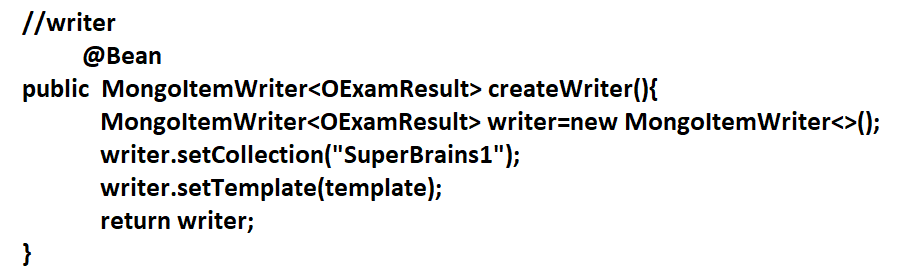 //writer
@Bean
public  MongoItemWriter<OExamResult> createWriter(){
MongoItemWriter<OExamResult> writer=new MongoItemWriter<>();
writer.setCollection("SuperBrains1");
writer.setTemplate(template);
return writer;
}